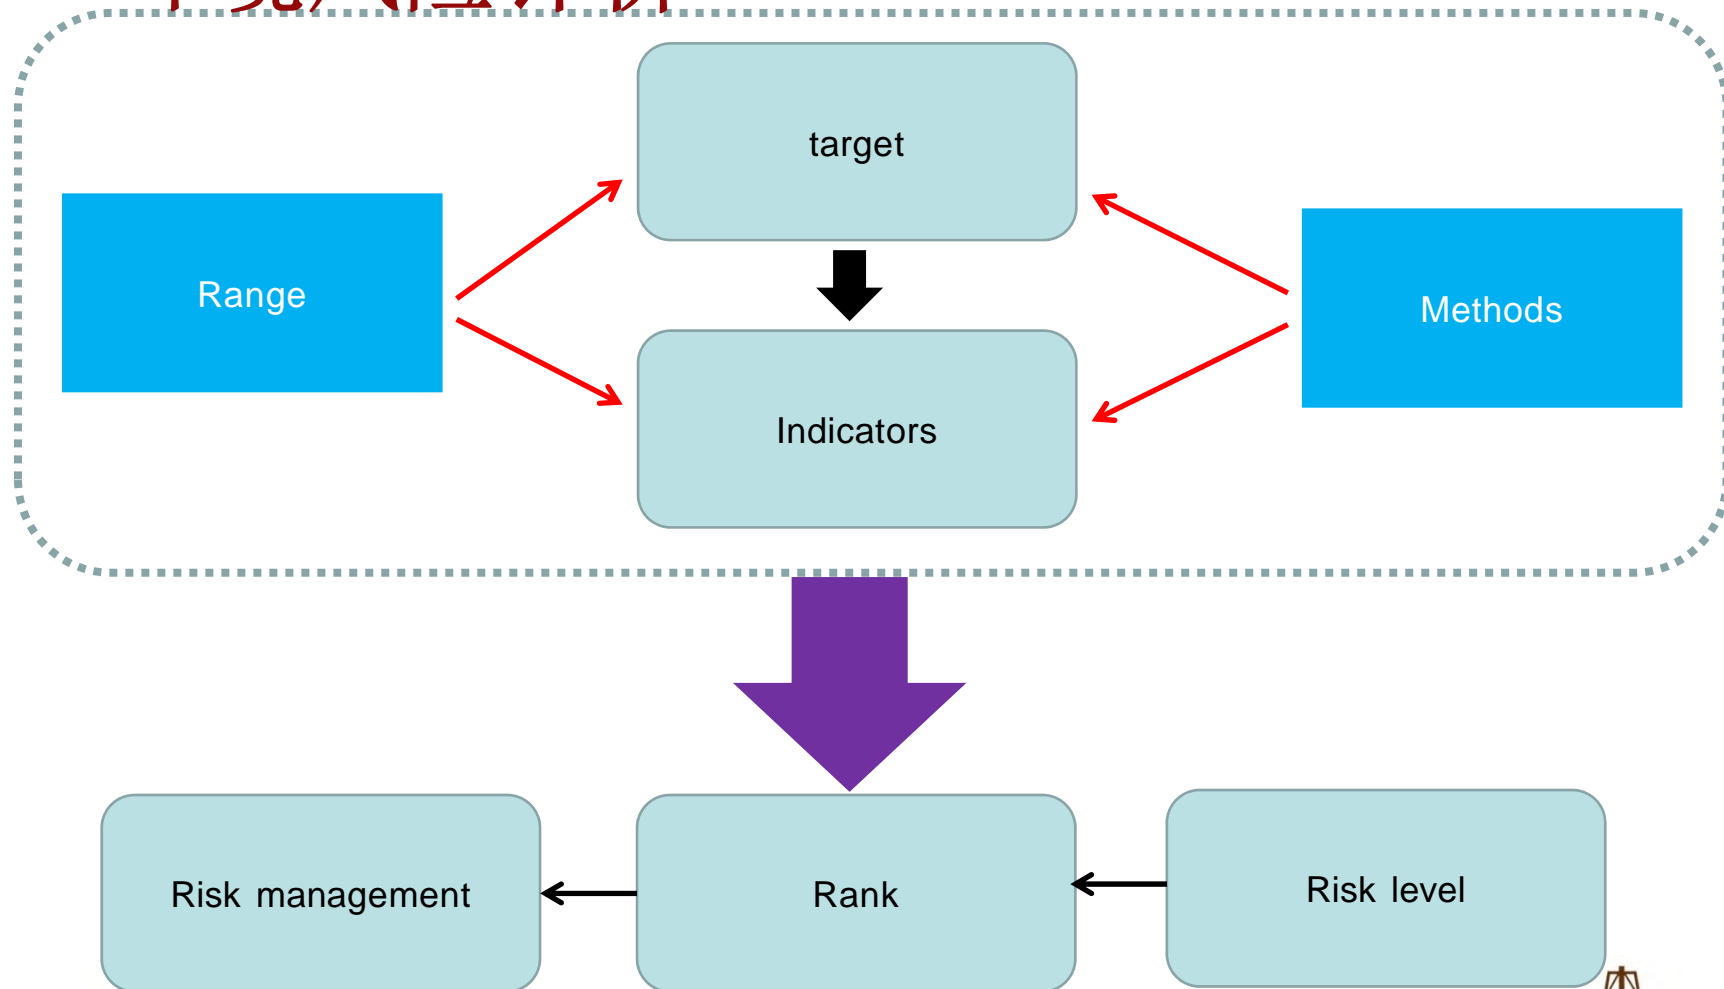 target
Range
Methods
Indicators
Risk management
Rank
Risk level